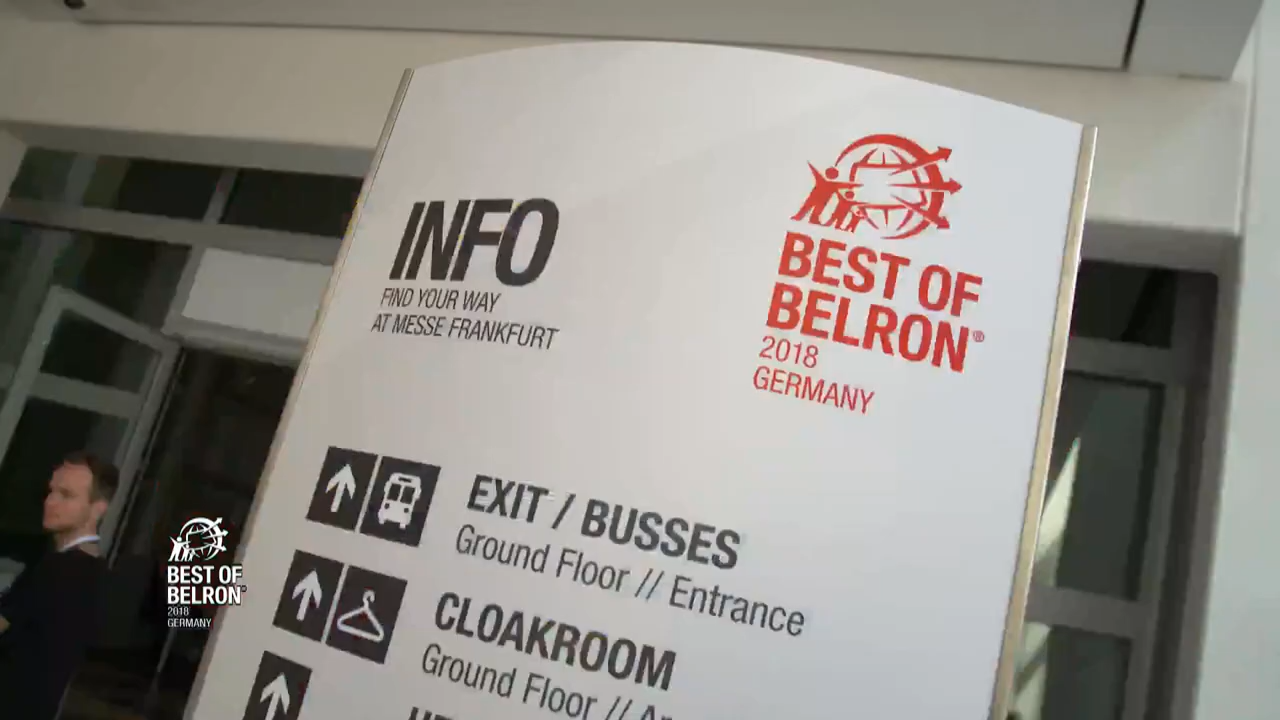 INFO
FIND YOUR WAY
AT MESSE FRANKFURT
BEST OF
BELRON®
2018
GERMANY
EXIT / BUSSES
Ground Floor // Entrance
CLOAKROOM
Ground Floor //
BEST OF
BELRON
2018
GERMANY